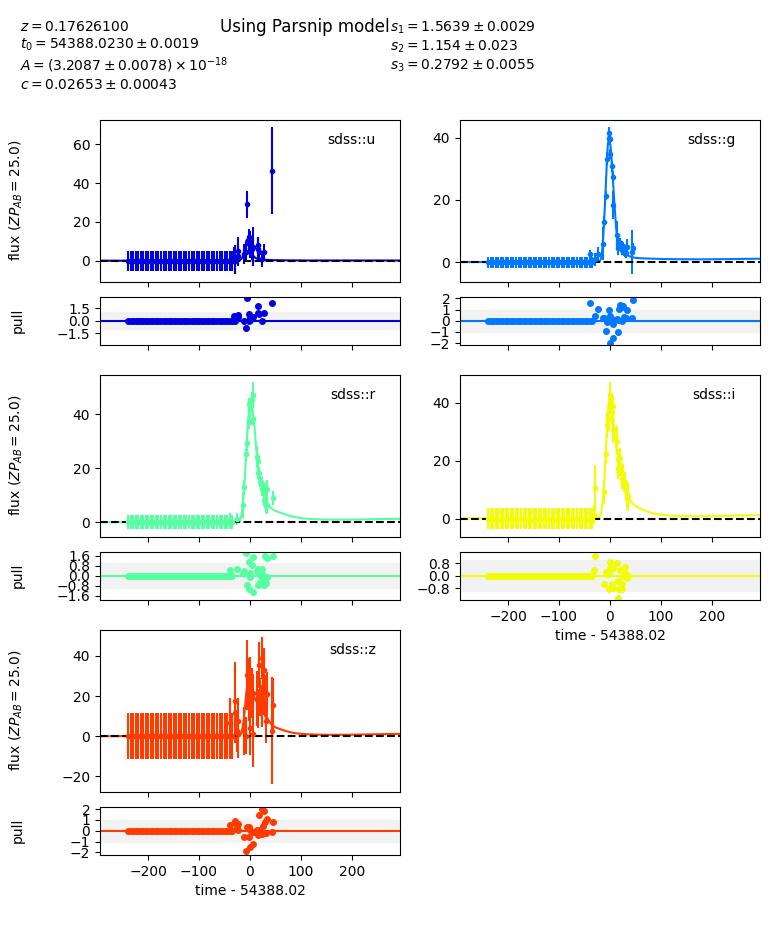 z = 0.17626100
Using Parsnip model
s₁ = 1.5639 ± 0.0029
t₀ = 54388.0230 ± 0.0019
s₂ = 1.154 ± 0.023
A = (3.2087 ± 0.0078) × 10⁻¹⁸
s₃ = 0.2792 ± 0.0055
c = 0.02653 ± 0.00043
sdss::u
flux (ZP_AB = 25.0)
60
40
20
0
pull
1.5
0.0
−1.5
sdss::g
40
20
0
2
1
0
−1
−2
sdss::r
flux (ZP_AB = 25.0)
40
20
0
pull
1.6
0.8
0.0
−0.8
−1.6
sdss::i
40
20
0
0.8
0.0
−0.8
−200 −100 0 100 200
time - 54388.02
sdss::z
flux (ZP_AB = 25.0)
40
20
0
−20
pull
2
1
0
−1
−2
−200 −100 0 100 200
time - 54388.02